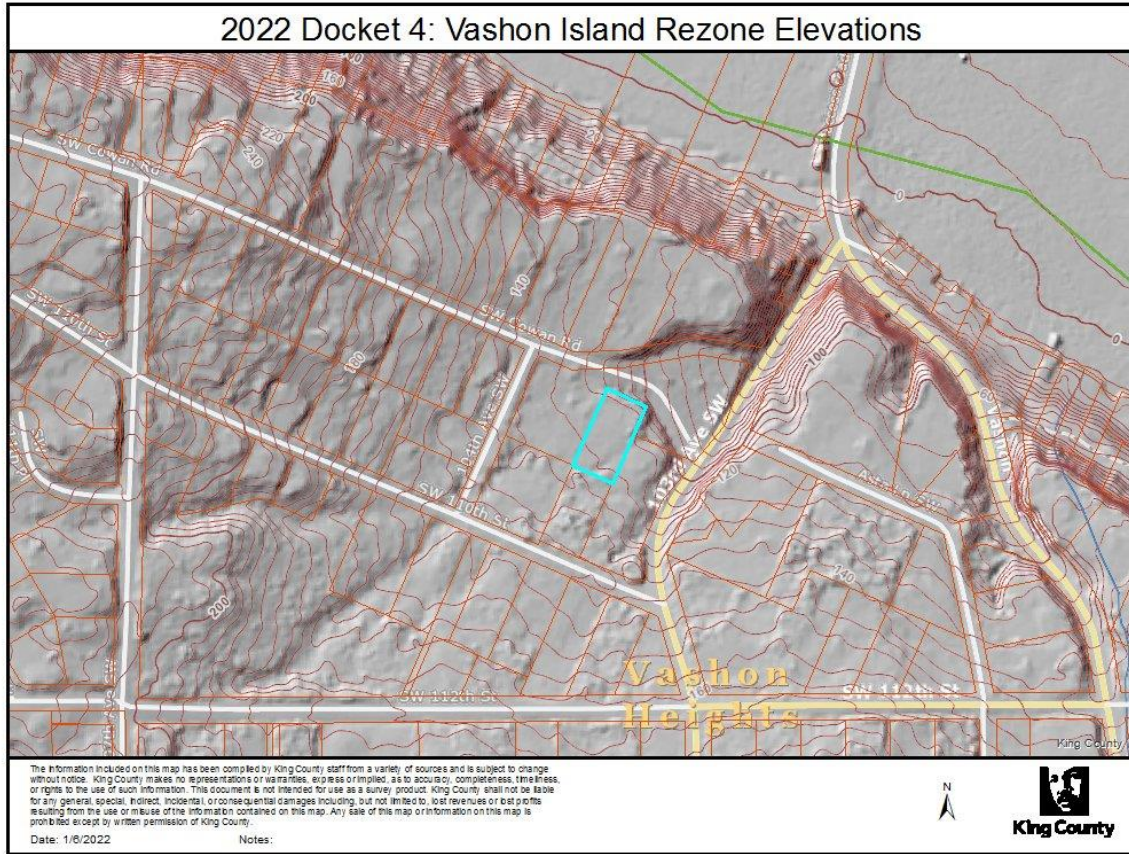 2022 Docket 4: Vashon Island Rezone Elevations
160
200
220
240
20
0
SW Cowan Rd
140
SW 110th St
180
SW Cowan Rd
104th Ave SW
103rd Ave SW
100
60
120
0
SW 110th St
140
200
Vashon
Heights
160
SW 112th St
SW 112th St
King County
The information included on this map has been compiled by King County staff from a variety of sources and is subject to change
without notice. King County makes no representations or warranties, express or implied, as to accuracy, completeness, timeliness,
or rights to the use of such information. This document is not intended for use as a survey product. King County shall not be liable
for any general, special, indirect, incidental, or consequential damages including, but not limited to, lost revenues or lost profits
resulting from the use or misuse of the information contained on this map. Any sale of this map or information on this map is
prohibited except by written permission of King County.
Date: 1/6/2022 Notes:
N
King County